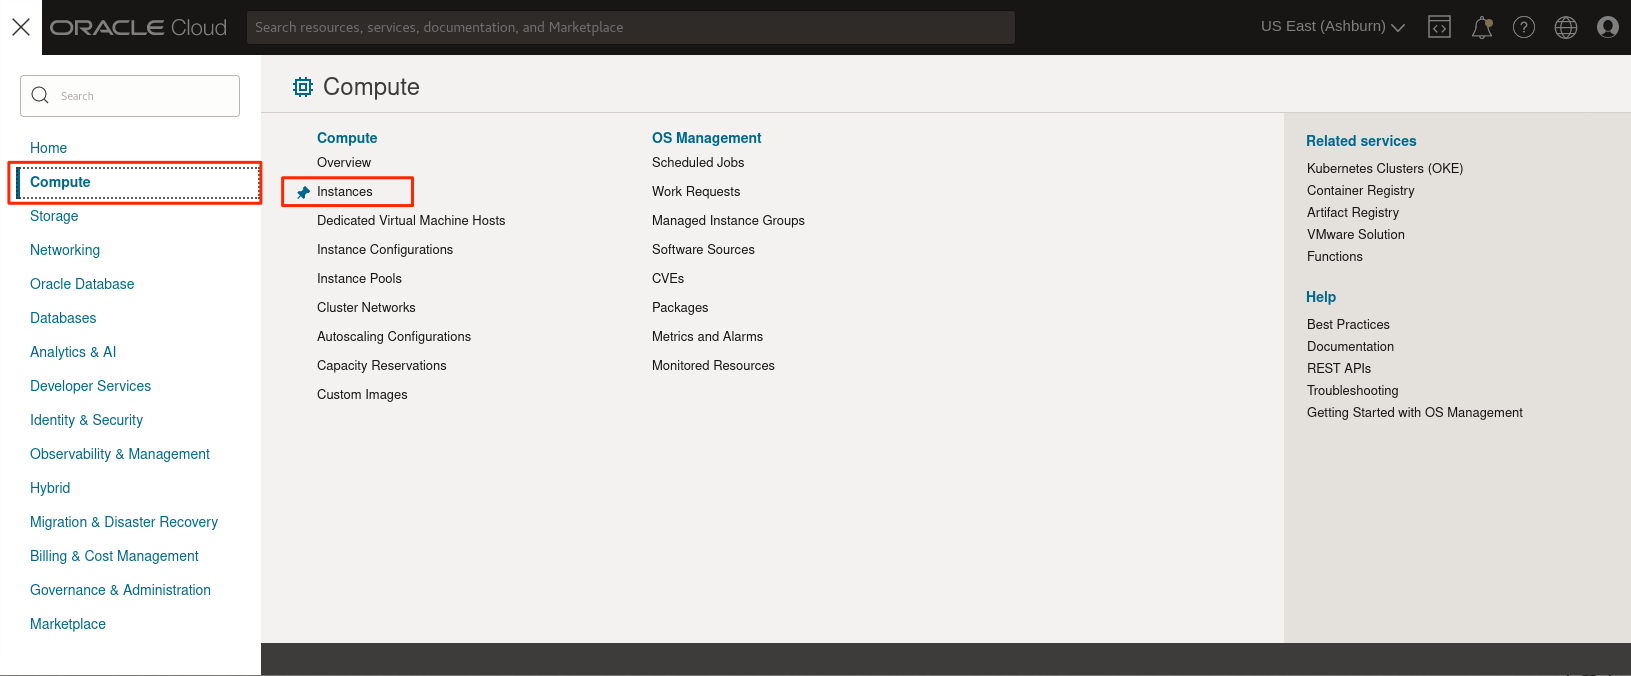 ORACLE Cloud
Search resources, services, documentation, and Marketplace
US East (Ashburn)
Search
Home
Compute
Storage
Networking
Oracle Database
Databases
Analytics & AI
Developer Services
Identity & Security
Observability & Management
Hybrid
Migration & Disaster Recovery
Billing & Cost Management
Governance & Administration
Marketplace
Compute
Compute
Overview
Instances
Dedicated Virtual Machine Hosts
Instance Configurations
Instance Pools
Cluster Networks
Autoscaling Configurations
Capacity Reservations
Custom Images
OS Management
Scheduled Jobs
Work Requests
Managed Instance Groups
Software Sources
CVEs
Packages
Metrics and Alarms
Monitored Resources
Related services
Kubernetes Clusters (OKE)
Container Registry
Artifact Registry
VMware Solution
Functions
Help
Best Practices
Documentation
REST APIs
Troubleshooting
Getting Started with OS Management